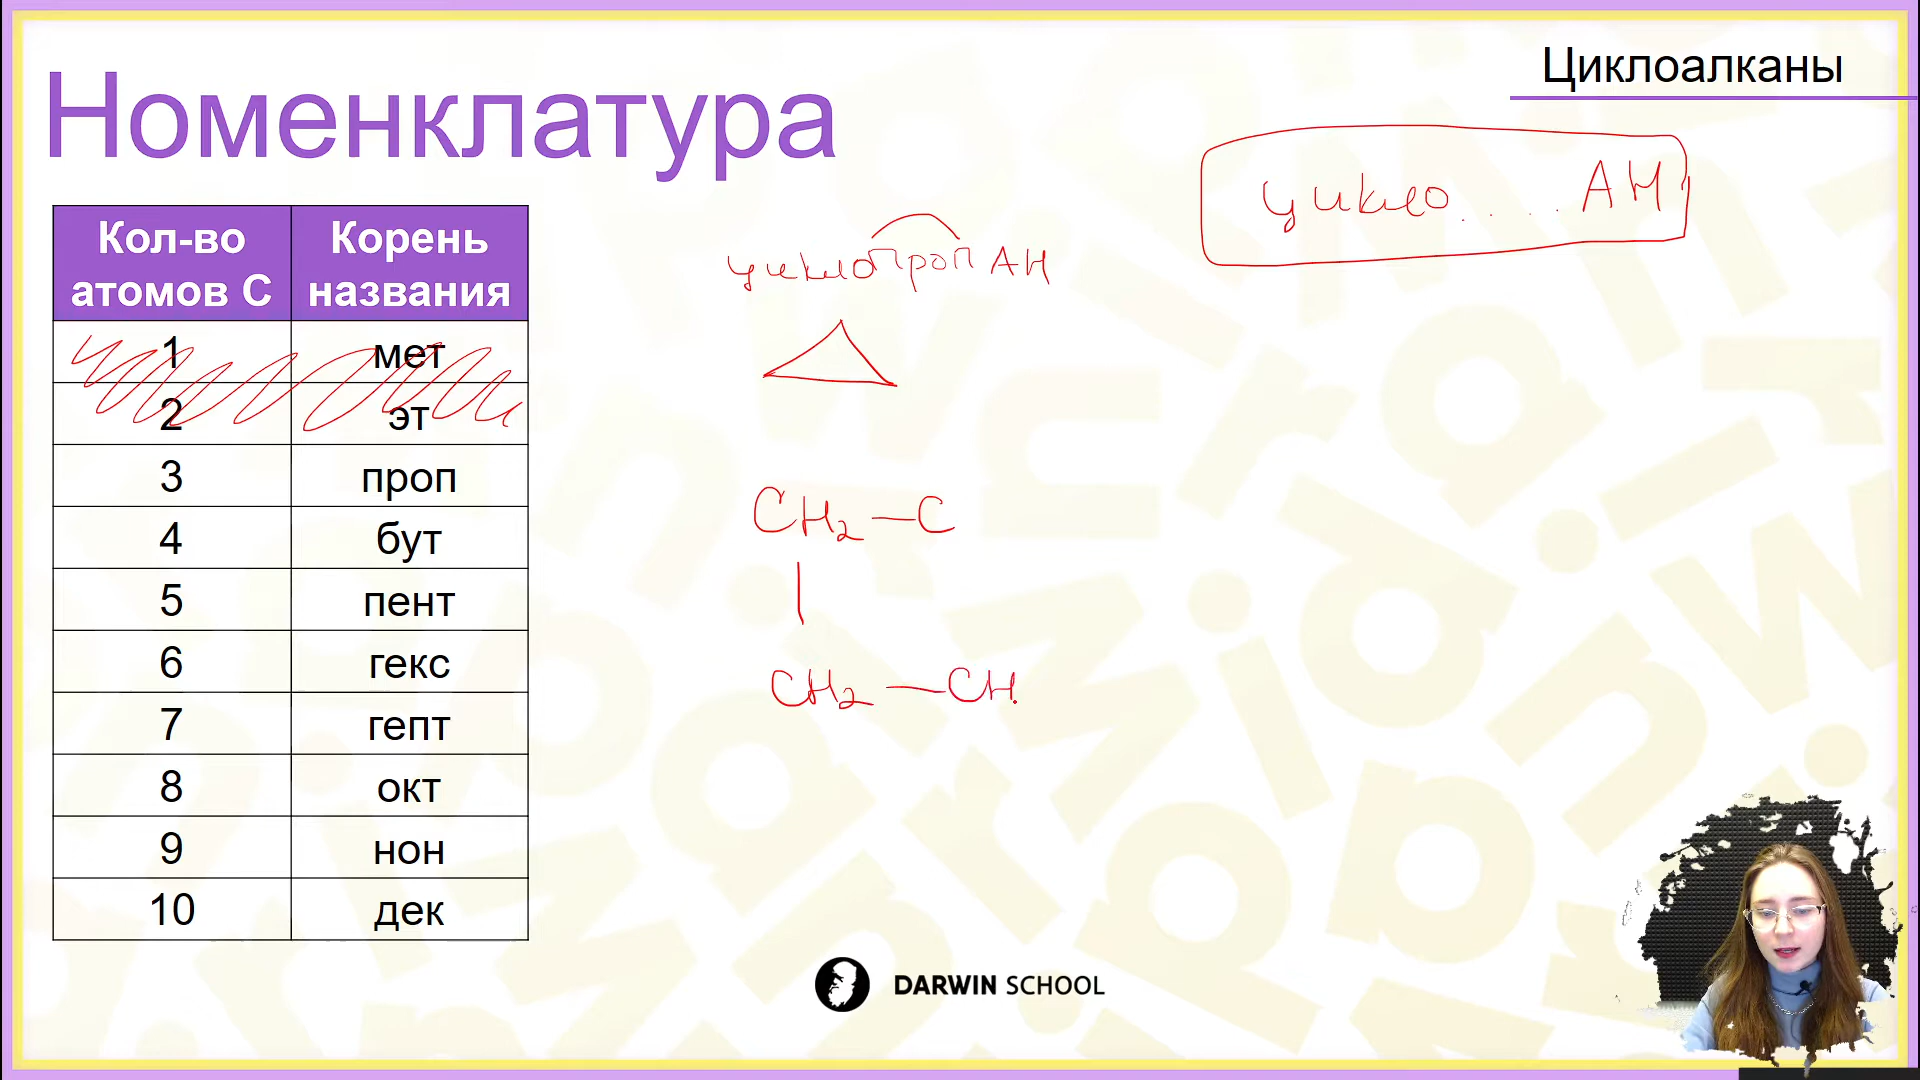 Циклоалканы
Номенклатура
цикло.....АН
Кол-во атомов С Корень названия
1 мет
2 эт
3 проп
4 бут
5 пент
6 гекс
7 гепт
8 окт
9 нон
10 дек
циклопропАН
CH₂—C
|
CH₂—CH
DARWIN SCHOOL